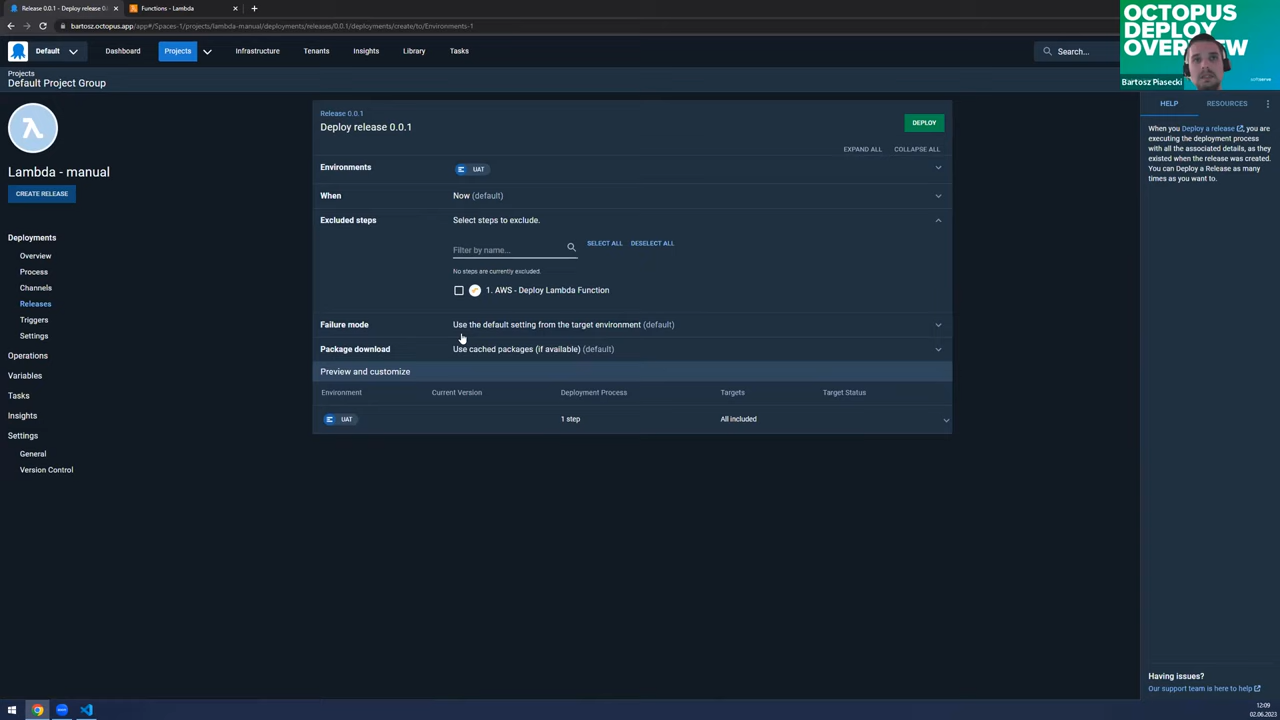 Release 0.0.1 - Deploy release 0.0
Functions - Lambda
bartosz.octopus.app/app#/Spaces-1/projects/lambda-manual/deployments/releases/0.0.1/deployments/create/to/Environments-1
Default
Dashboard
Projects
Infrastructure
Tenants
Insights
Library
Tasks
Search...
OCTOPUS
DEPLOY
OVERVIEW
softserve
Bartosz Piasecki
Projects
Default Project Group
Lambda - manual
CREATE RELEASE
Deployments
Overview
Process
Channels
Releases
Triggers
Settings
Operations
Variables
Tasks
Insights
Settings
General
Version Control
Release 0.0.1
Deploy release 0.0.1
DEPLOY
EXPAND ALL
COLLAPSE ALL
Environments
UAT
When
Now (default)
Excluded steps
Select steps to exclude.
Filter by name...
SELECT ALL
DESELECT ALL
No steps are currently excluded.
1. AWS - Deploy Lambda Function
Failure mode
Use the default setting from the target environment (default)
Package download
Use cached packages (if available) (default)
Preview and customize
Environment
Current Version
Deployment Process
Targets
Target Status
UAT
1 step
All included
HELP
RESOURCES
When you Deploy a release, you are
executing the deployment process
with all the associated details, as they
existed when the release was created.
You can Deploy a Release as many
times as you want to.
Having issues?
Our support team is here to help
12:09
02.06.2023